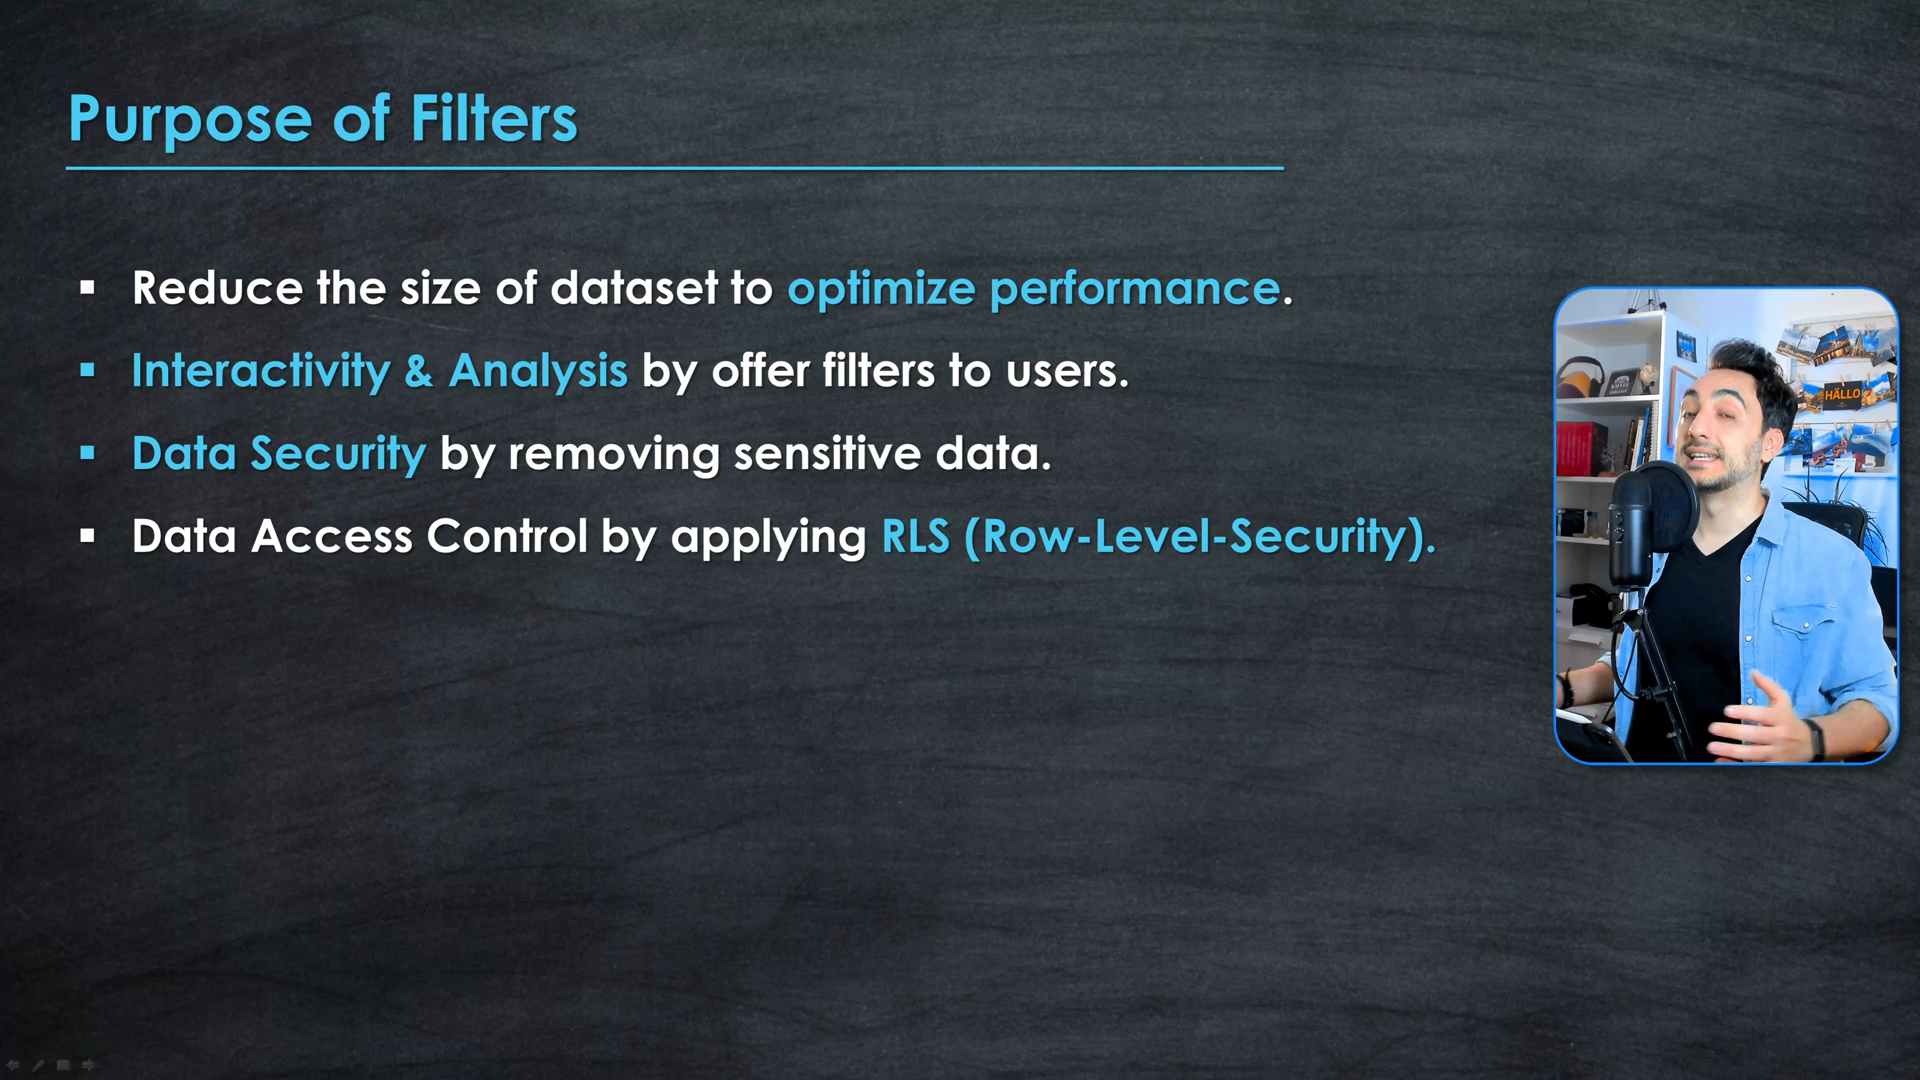 Purpose of Filters
Reduce the size of dataset to optimize performance.
Interactivity & Analysis by offer filters to users.
Data Security by removing sensitive data.
Data Access Control by applying RLS (Row-Level-Security).
HÄLLO